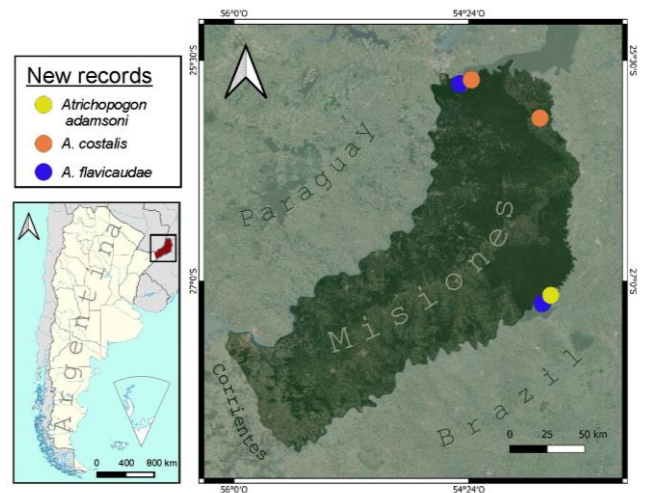 New records
Atrichopogon
adamsoni
A. costalis
A. flavicaudae
Argentina
0 400 800 km
56°0'O 54°24'O
25°30'S 25°30'S
Paraguay
Misiones
27°0'S 27°0'S
Corrientes
Brazil
0 25 50 km
56°0'O 54°24'O